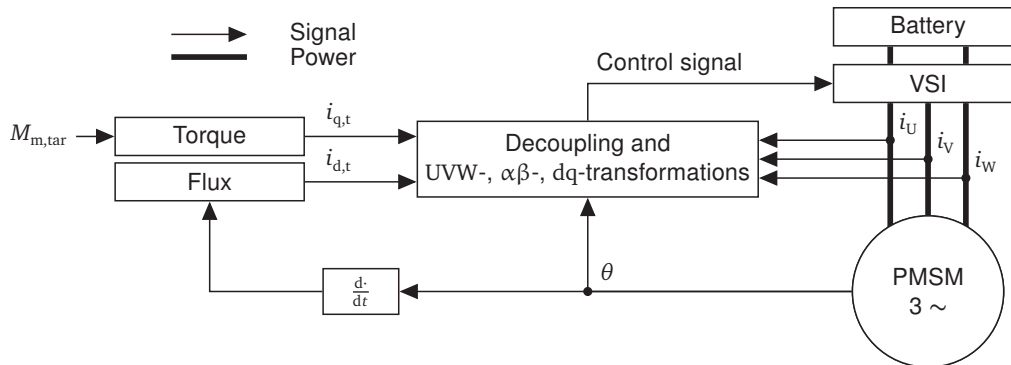 Signal
Power
Battery
Control signal
VSI
M_m,tar
Torque
i_q,t
Decoupling and
UVW-, αβ-, dq-transformations
i_U
i_V
i_W
Flux
i_d,t
d·
dt
θ
PMSM
3 ∼